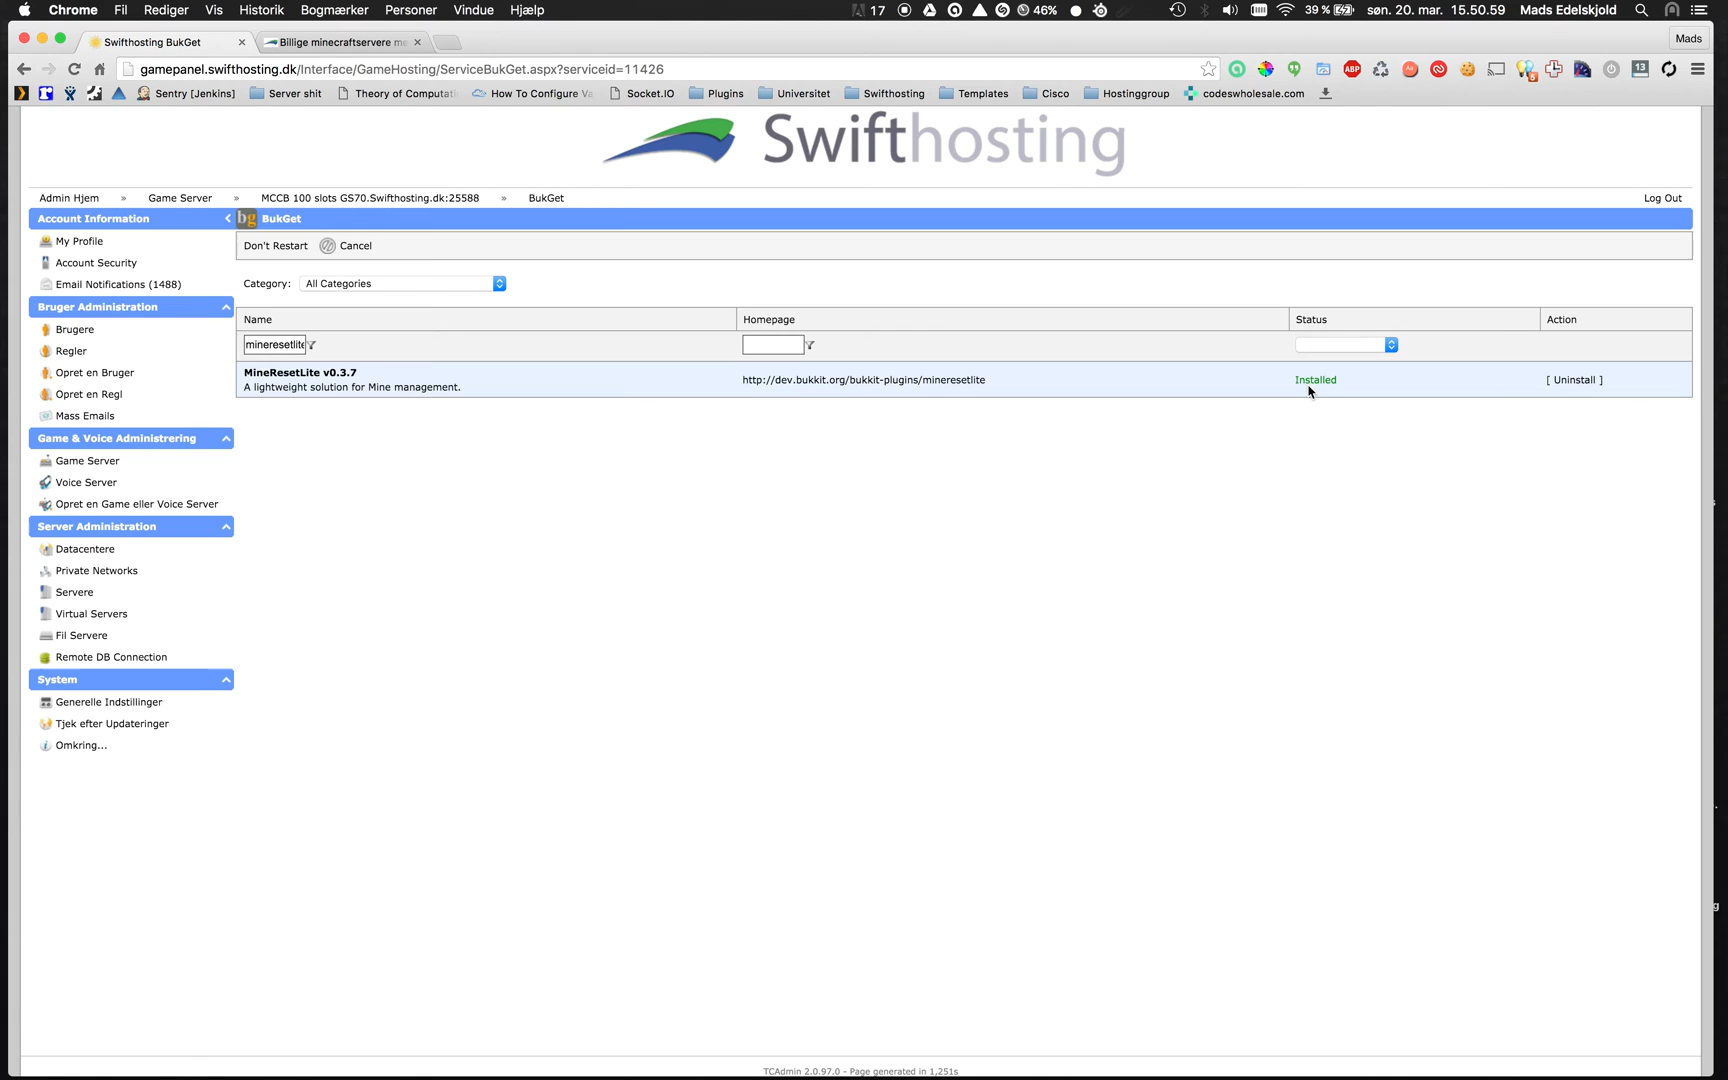 Chrome Fil Rediger Vis Historik Bogmærker Personer Vindue Hjælp 17 46% 39 % søn. 20. mar. 15.50.59 Mads Edelskjold
Swifthosting BukGet Billige minecraftservere me Mads
gamepanel.swifthosting.dk/Interface/GameHosting/ServiceBukGet.aspx?serviceid=11426 ABP 13
Sentry [Jenkins] Server shit Theory of Computati How To Configure Va Socket.IO Plugins Universitet Swifthosting Templates Cisco Hostinggroup codeswholesale.com
Swifthosting
Admin Hjem » Game Server » MCCB 100 slots GS70.Swifthosting.dk:25588 » BukGet Log Out
Account Information
bg BukGet
My Profile
Account Security
Email Notifications (1488)
Bruger Administration
Brugere
Regler
Opret en Bruger
Opret en Regl
Mass Emails
Game & Voice Administrering
Game Server
Voice Server
Opret en Game eller Voice Server
Server Administration
Datacentere
Private Networks
Servere
Virtual Servers
Fil Servere
Remote DB Connection
System
Generelle Indstillinger
Tjek efter Updateringer
Omkring...
Don't Restart Cancel
Category: All Categories
Name Homepage Status Action
mineresetlite
MineResetLite v0.3.7
A lightweight solution for Mine management.
http://dev.bukkit.org/bukkit-plugins/mineresetlite Installed [ Uninstall ]
TCAdmin 2.0.97.0 - Page generated in 1,251s